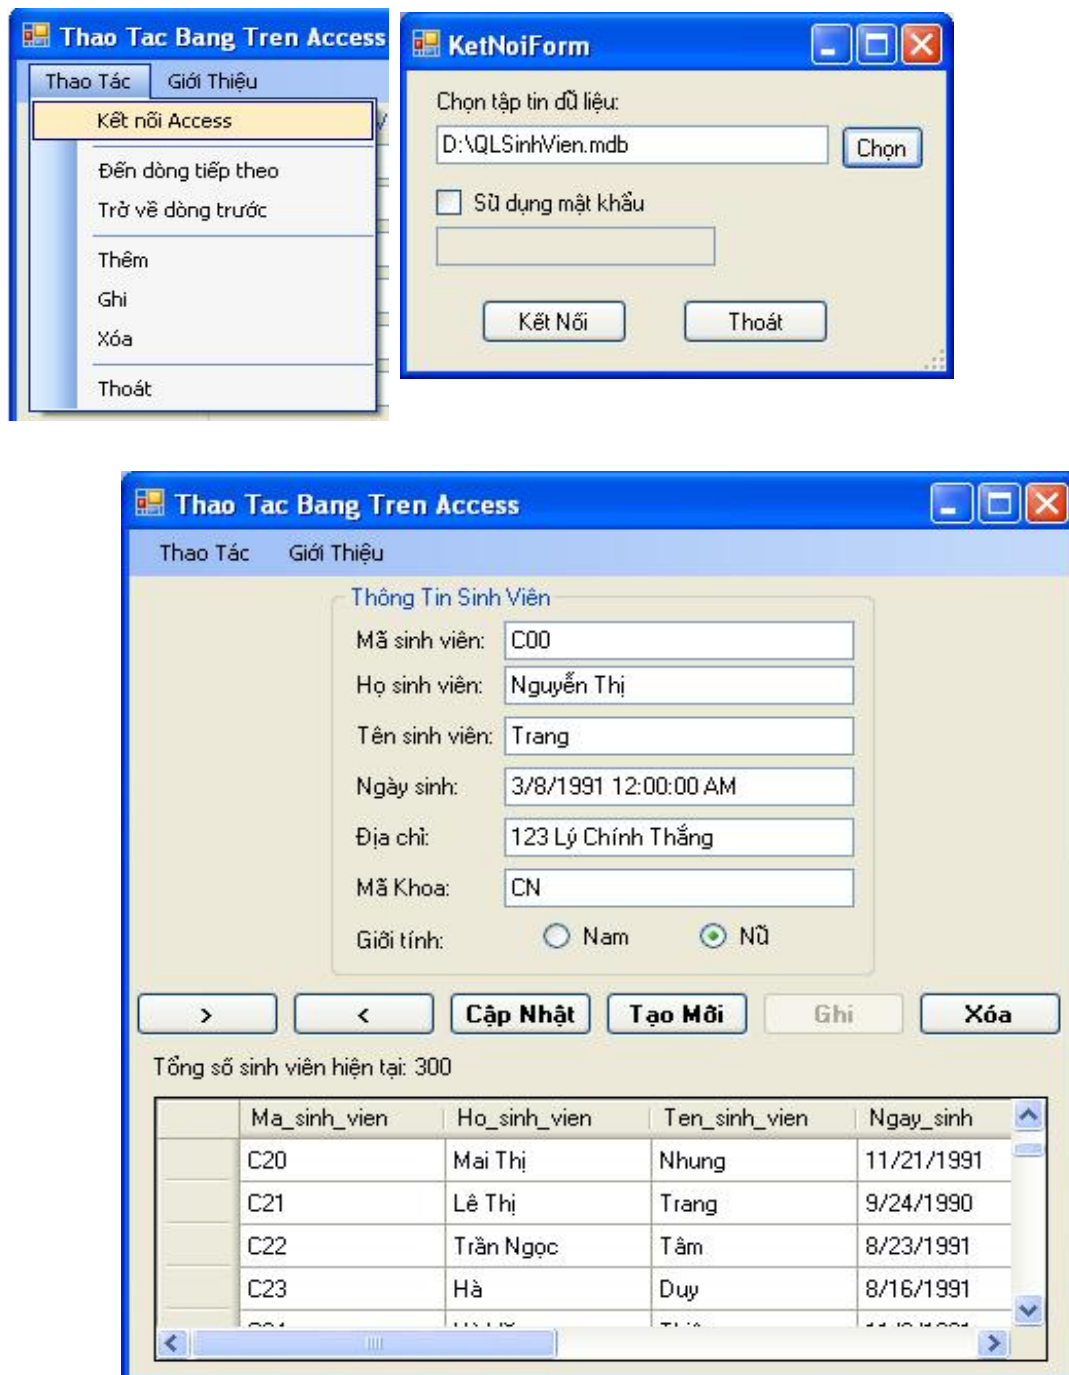 Thao Tac Bang Tren Access
Thao Tác Giới Thiệu
Kết nối Access
Đến dòng tiếp theo
Trở về dòng trước
Thêm
Ghi
Xóa
Thoát
KetNoiForm
Chọn tập tin dữ liệu:
D:\QLSinhVien.mdb
Chọn
Sử dụng mật khẩu
Kết Nối Thoát
Thao Tac Bang Tren Access
Thao Tác Giới Thiệu
Thông Tin Sinh Viên
Mã sinh viên: C00
Họ sinh viên: Nguyễn Thị
Tên sinh viên: Trang
Ngày sinh: 3/8/1991 12:00:00 AM
Địa chỉ: 123 Lý Chính Thắng
Mã Khoa: CN
Giới tính: Nam Nữ
> < Cập Nhật Tạo Mới Ghi Xóa
Tổng số sinh viên hiện tại: 300
Ma_sinh_vien Ho_sinh_vien Ten_sinh_vien Ngay_sinh
C20 Mai Thị Nhung 11/21/1991
C21 Lê Thị Trang 9/24/1990
C22 Trần Ngọc Tâm 8/23/1991
C23 Hà Duy 8/16/1991